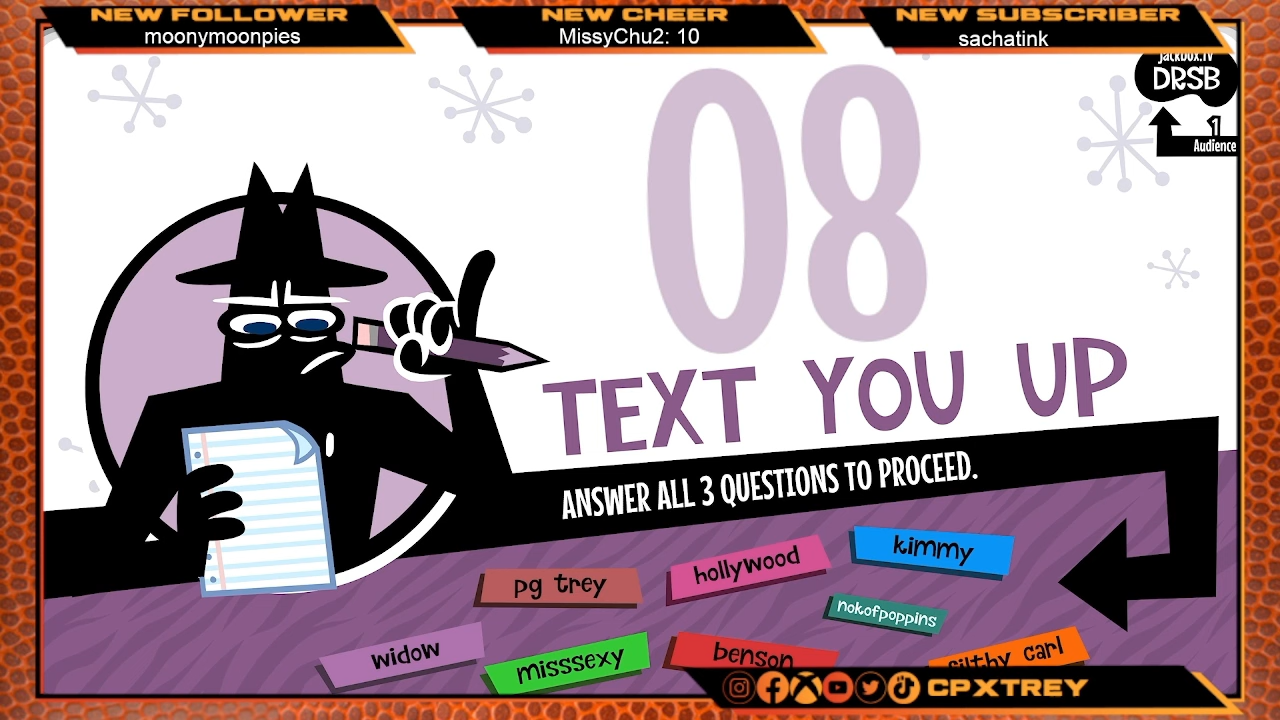 NEW FOLLOWER
moonymoonpies
NEW CHEER
MissyChu2: 10
NEW SUBSCRIBER
sachatink
jackbox.tv
DRSB
1
Audience
08
TEXT YOU UP
ANSWER ALL 3 QUESTIONS TO PROCEED.
pg trey
hollywood
kimmy
nokofpoppins
widow
misssexy
benson
filthy carl
CPXTREY